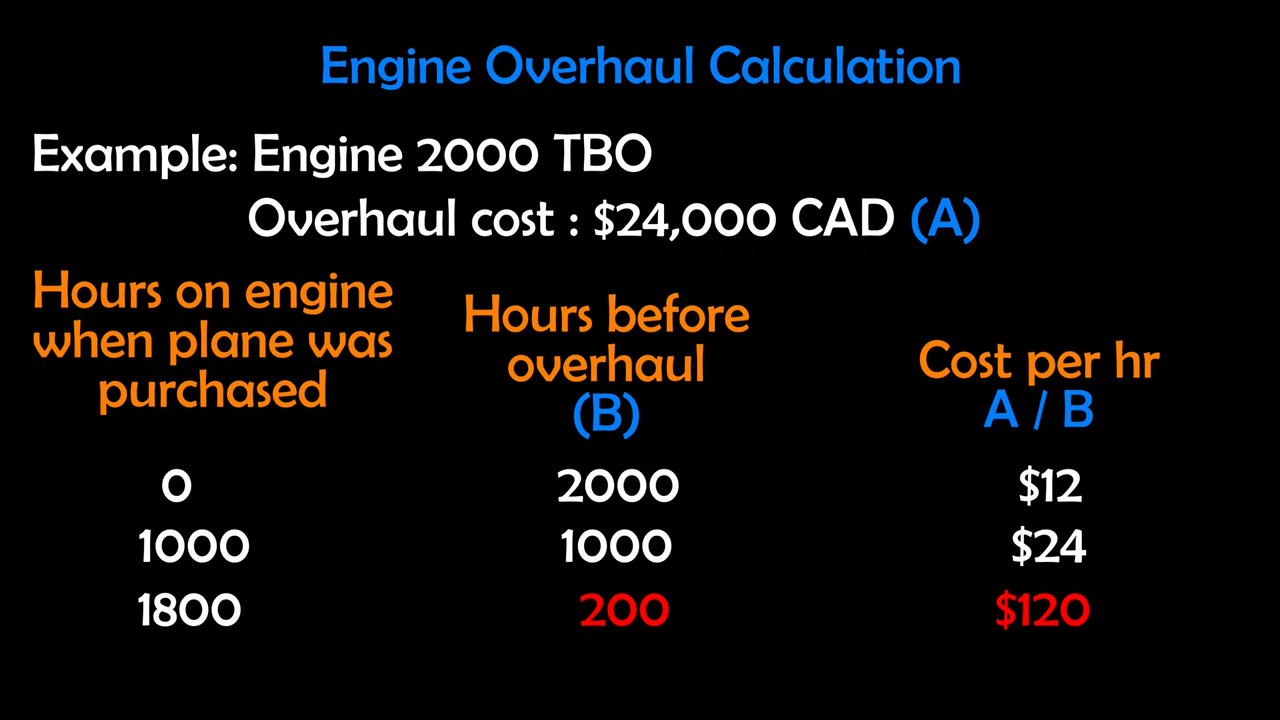 Engine Overhaul Calculation
Example: Engine 2000 TBO
Overhaul cost : $24,000 CAD (A)
Hours on engine
when plane was
purchased
Hours before
overhaul
(B)
Cost per hr
A / B
0 2000 $12
1000 1000 $24
1800 200 $120